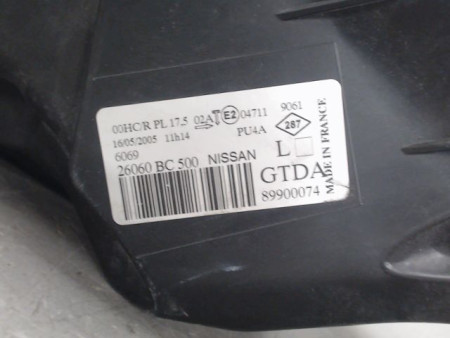 00HC/R PL 17,5 02A E2 04711 9061
16/05/2005 11h14 PU4A 287
6069 L
26060 BC 500 NISSAN GTDA
89900074
MADE IN FRANCE